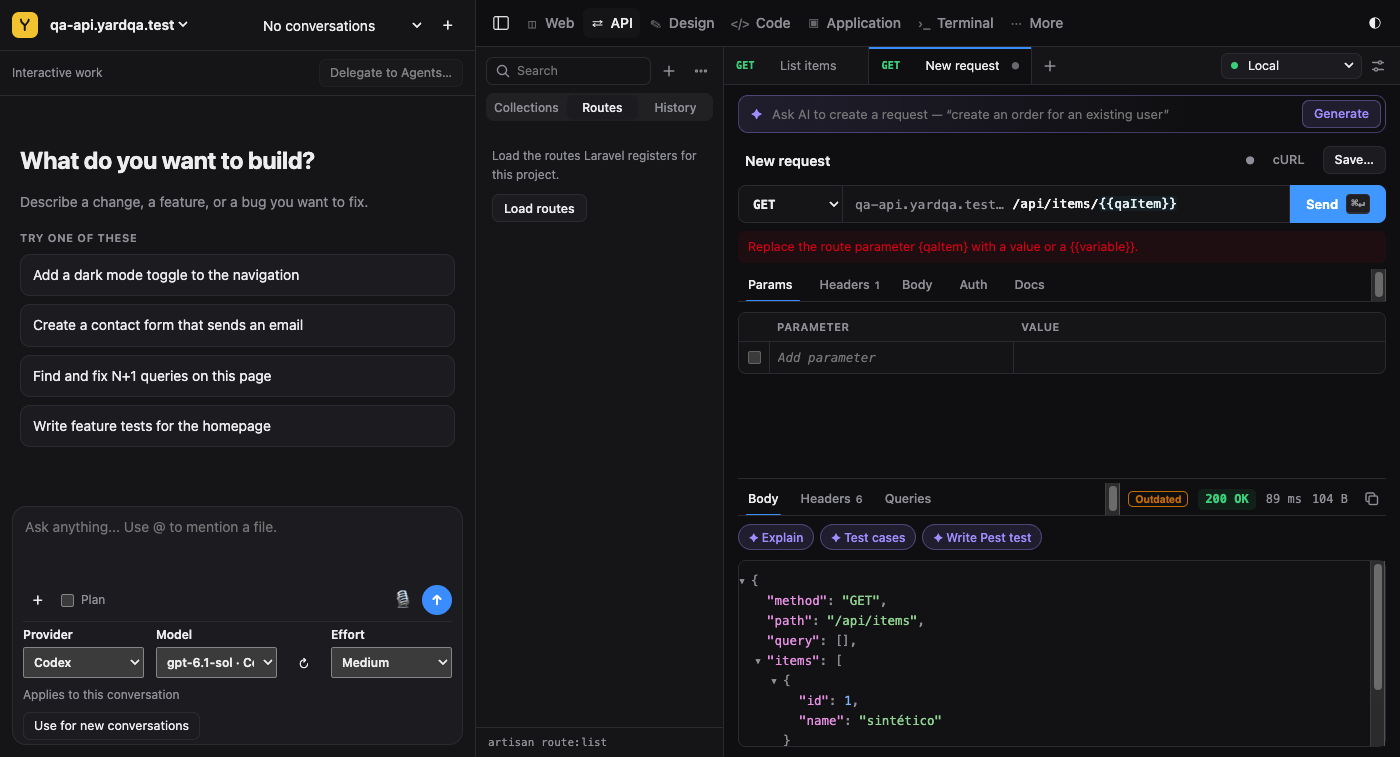 Y
qa-api.yardqa.test
No conversations
+
Interactive work
Delegate to Agents...
What do you want to build?
Describe a change, a feature, or a bug you want to fix.
TRY ONE OF THESE
Add a dark mode toggle to the navigation
Create a contact form that sends an email
Find and fix N+1 queries on this page
Write feature tests for the homepage
Ask anything... Use @ to mention a file.
+ Plan
Provider Model Effort
Codex gpt-6.1-sol · Medium
Applies to this conversation
Use for new conversations
Web API Design </> Code Application >_ Terminal ... More
Search + ...
Collections Routes History
Load the routes Laravel registers for
this project.
Load routes
artisan route:list
GET List items GET New request +
Local
Ask AI to create a request — “create an order for an existing user”
Generate
New request cURL Save...
GET qa-api.yardqa.test… /api/items/{{qaItem}} Send ⌘↵
Replace the route parameter {qaItem} with a value or a {{variable}}.
Params Headers 1 Body Auth Docs
PARAMETER VALUE
Add parameter
Body Headers 6 Queries Outdated 200 OK 89 ms 104 B
Explain Test cases Write Pest test
{
"method": "GET",
"path": "/api/items",
"query": [],
"items": [
{
"id": 1,
"name": "sintético"
}